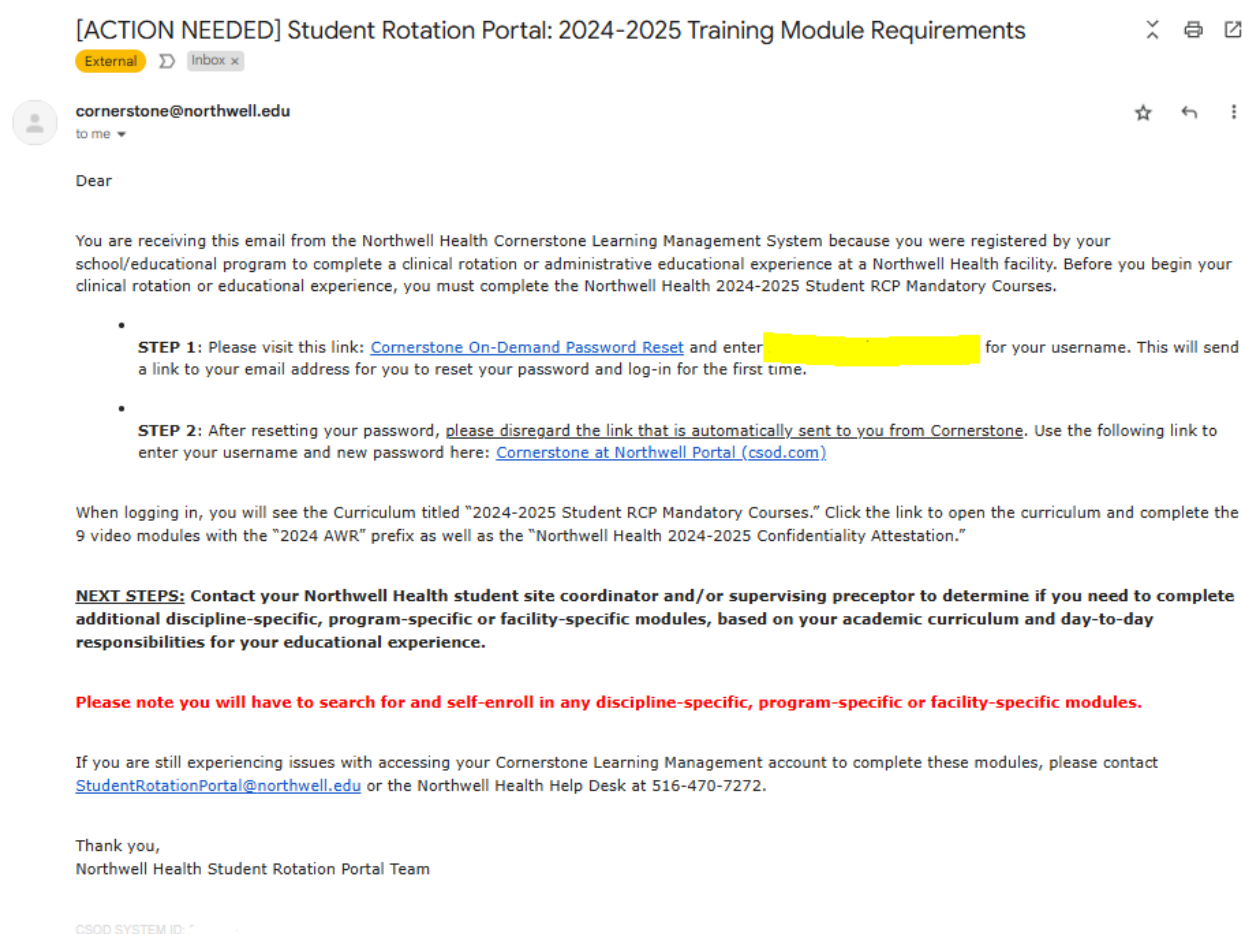 [ACTION NEEDED] Student Rotation Portal: 2024-2025 Training Module Requirements
External
Inbox ×
cornerstone@northwell.edu
to me
Dear
You are receiving this email from the Northwell Health Cornerstone Learning Management System because you were registered by your
school/educational program to complete a clinical rotation or administrative educational experience at a Northwell Health facility. Before you begin your
clinical rotation or educational experience, you must complete the Northwell Health 2024-2025 Student RCP Mandatory Courses.
•
STEP 1: Please visit this link: Cornerstone On-Demand Password Reset and enter for your username. This will send
a link to your email address for you to reset your password and log-in for the first time.
•
STEP 2: After resetting your password, please disregard the link that is automatically sent to you from Cornerstone. Use the following link to
enter your username and new password here: Cornerstone at Northwell Portal (csod.com)
When logging in, you will see the Curriculum titled “2024-2025 Student RCP Mandatory Courses.” Click the link to open the curriculum and complete the
9 video modules with the “2024 AWR” prefix as well as the “Northwell Health 2024-2025 Confidentiality Attestation.”
NEXT STEPS: Contact your Northwell Health student site coordinator and/or supervising preceptor to determine if you need to complete
additional discipline-specific, program-specific or facility-specific modules, based on your academic curriculum and day-to-day
responsibilities for your educational experience.
Please note you will have to search for and self-enroll in any discipline-specific, program-specific or facility-specific modules.
If you are still experiencing issues with accessing your Cornerstone Learning Management account to complete these modules, please contact
StudentRotationPortal@northwell.edu or the Northwell Health Help Desk at 516-470-7272.
Thank you,
Northwell Health Student Rotation Portal Team
CSOD SYSTEM ID: